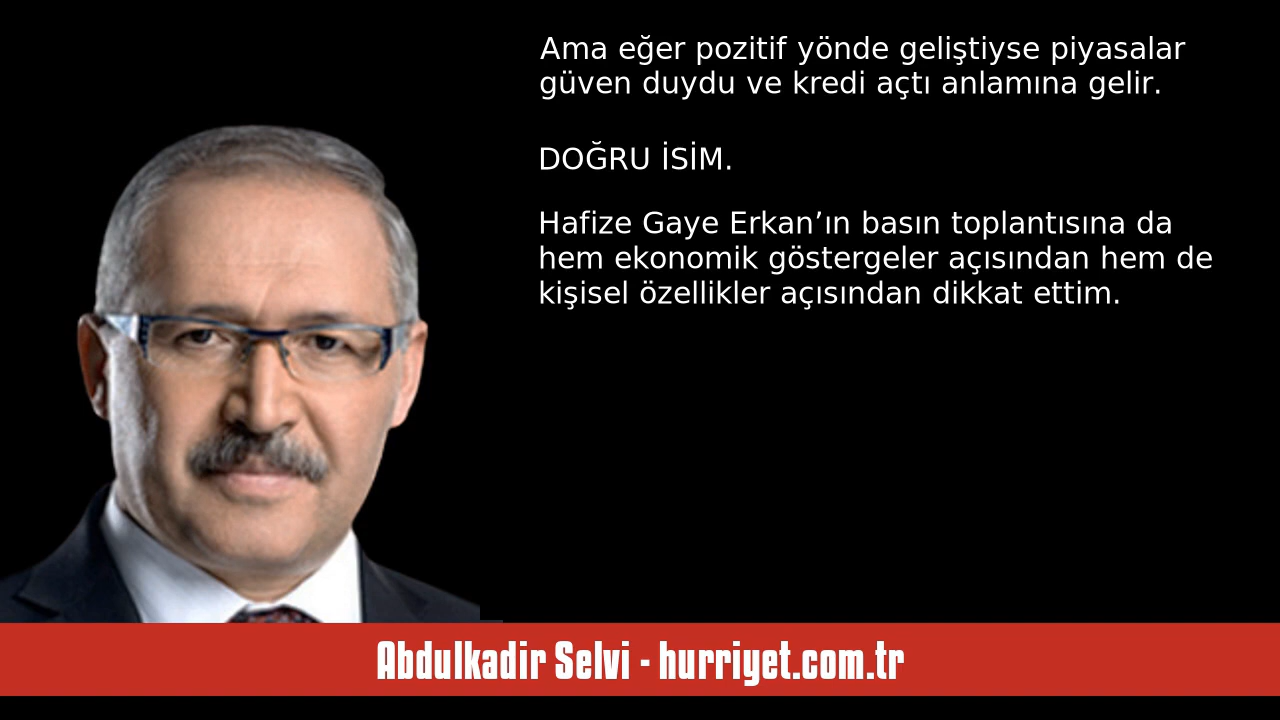 Ama eğer pozitif yönde geliştiyse piyasalar
güven duydu ve kredi açtı anlamına gelir.
DOĞRU İSİM.
Hafize Gaye Erkan’ın basın toplantısına da
hem ekonomik göstergeler açısından hem de
kişisel özellikler açısından dikkat ettim.
Abdulkadir Selvi - hurriyet.com.tr